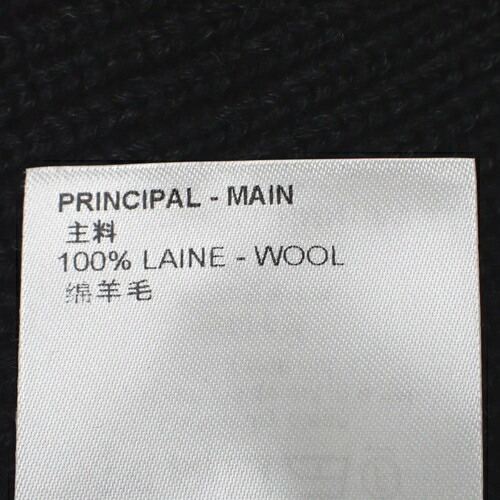 PRINCIPAL - MAIN
主料
100% LAINE - WOOL
绵羊毛